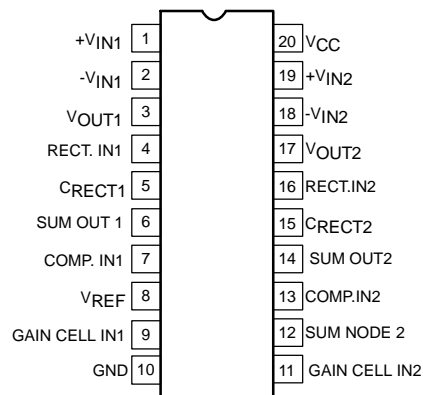 +VIN1 1 20 VCC
-VIN1 2 19 +VIN2
VOUT1 3 18 -VIN2
RECT. IN1 4 17 VOUT2
CRECT1 5 16 RECT.IN2
SUM OUT 1 6 15 CRECT2
COMP. IN1 7 14 SUM OUT2
VREF 8 13 COMP.IN2
GAIN CELL IN1 9 12 SUM NODE 2
GND 10 11 GAIN CELL IN2